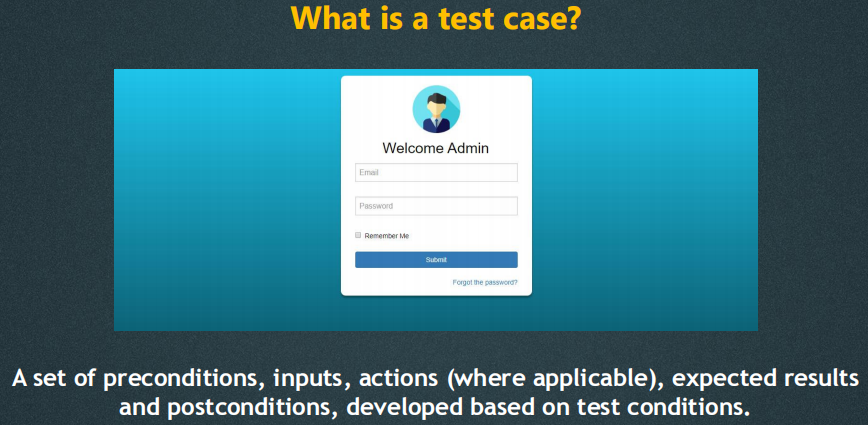 What is a test case?
Welcome Admin
Email
Password
Remember Me
Submit
Forgot the password?
A set of preconditions, inputs, actions (where applicable), expected results
and postconditions, developed based on test conditions.